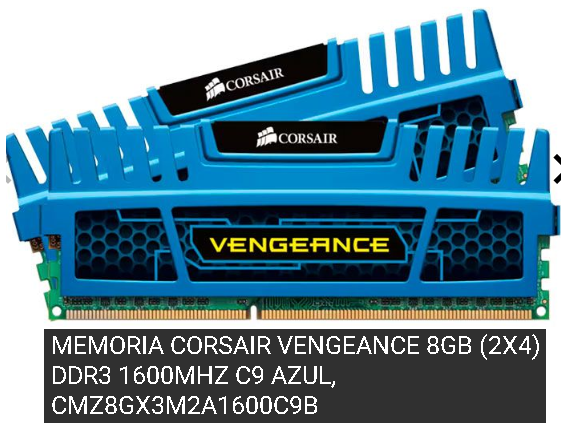 CORSAIR
CORSAIR
VENGEANCE
MEMORIA CORSAIR VENGEANCE 8GB (2X4)
DDR3 1600MHZ C9 AZUL,
CMZ8GX3M2A1600C9B